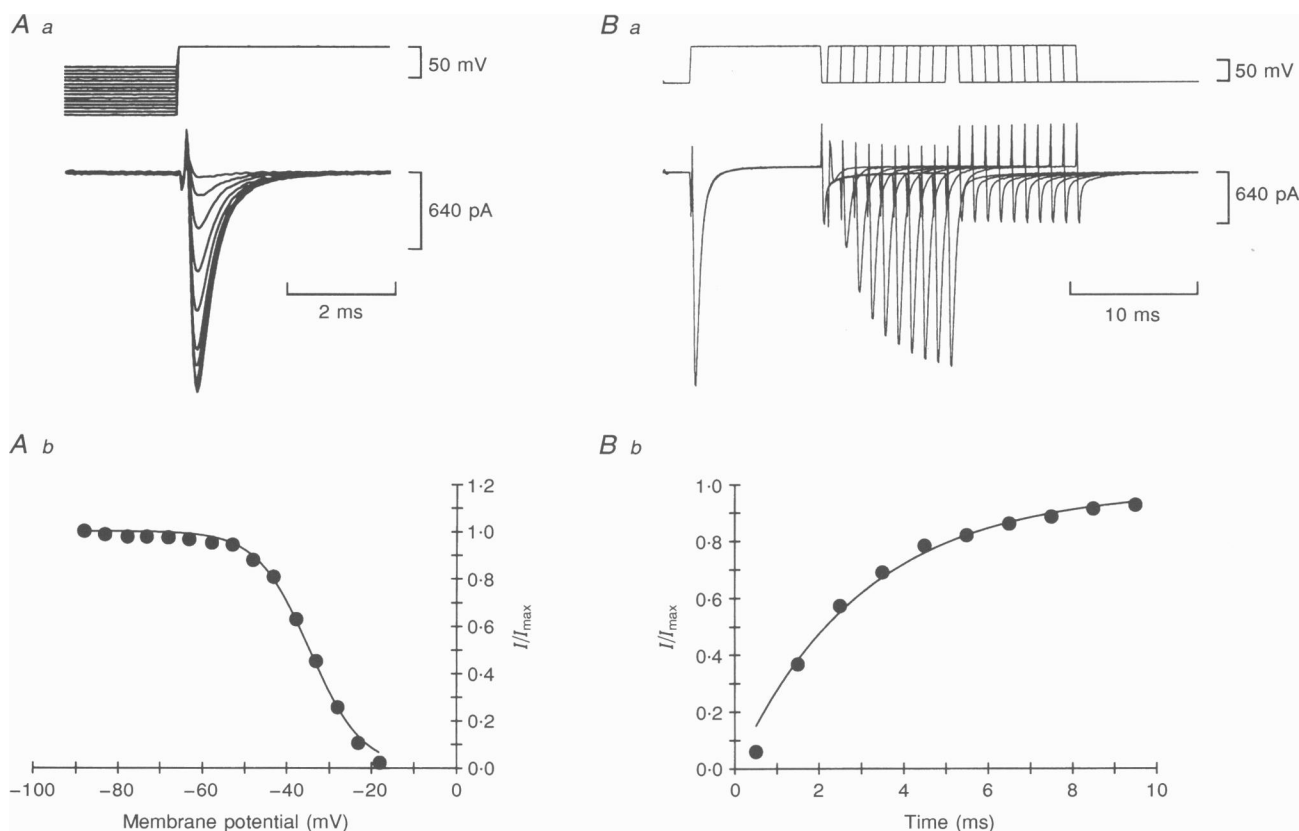 A a
50 mV
640 pA
2 ms
B a
50 mV
640 pA
10 ms
A b
1·2
1·0
0·8
0·6
0·4
0·2
0·0
I/Imax
−100
−80
−60
−40
−20
0
Membrane potential (mV)
B b
1·0
0·8
0·6
0·4
0·2
0·0
I/Imax
0
2
4
6
8
10
Time (ms)